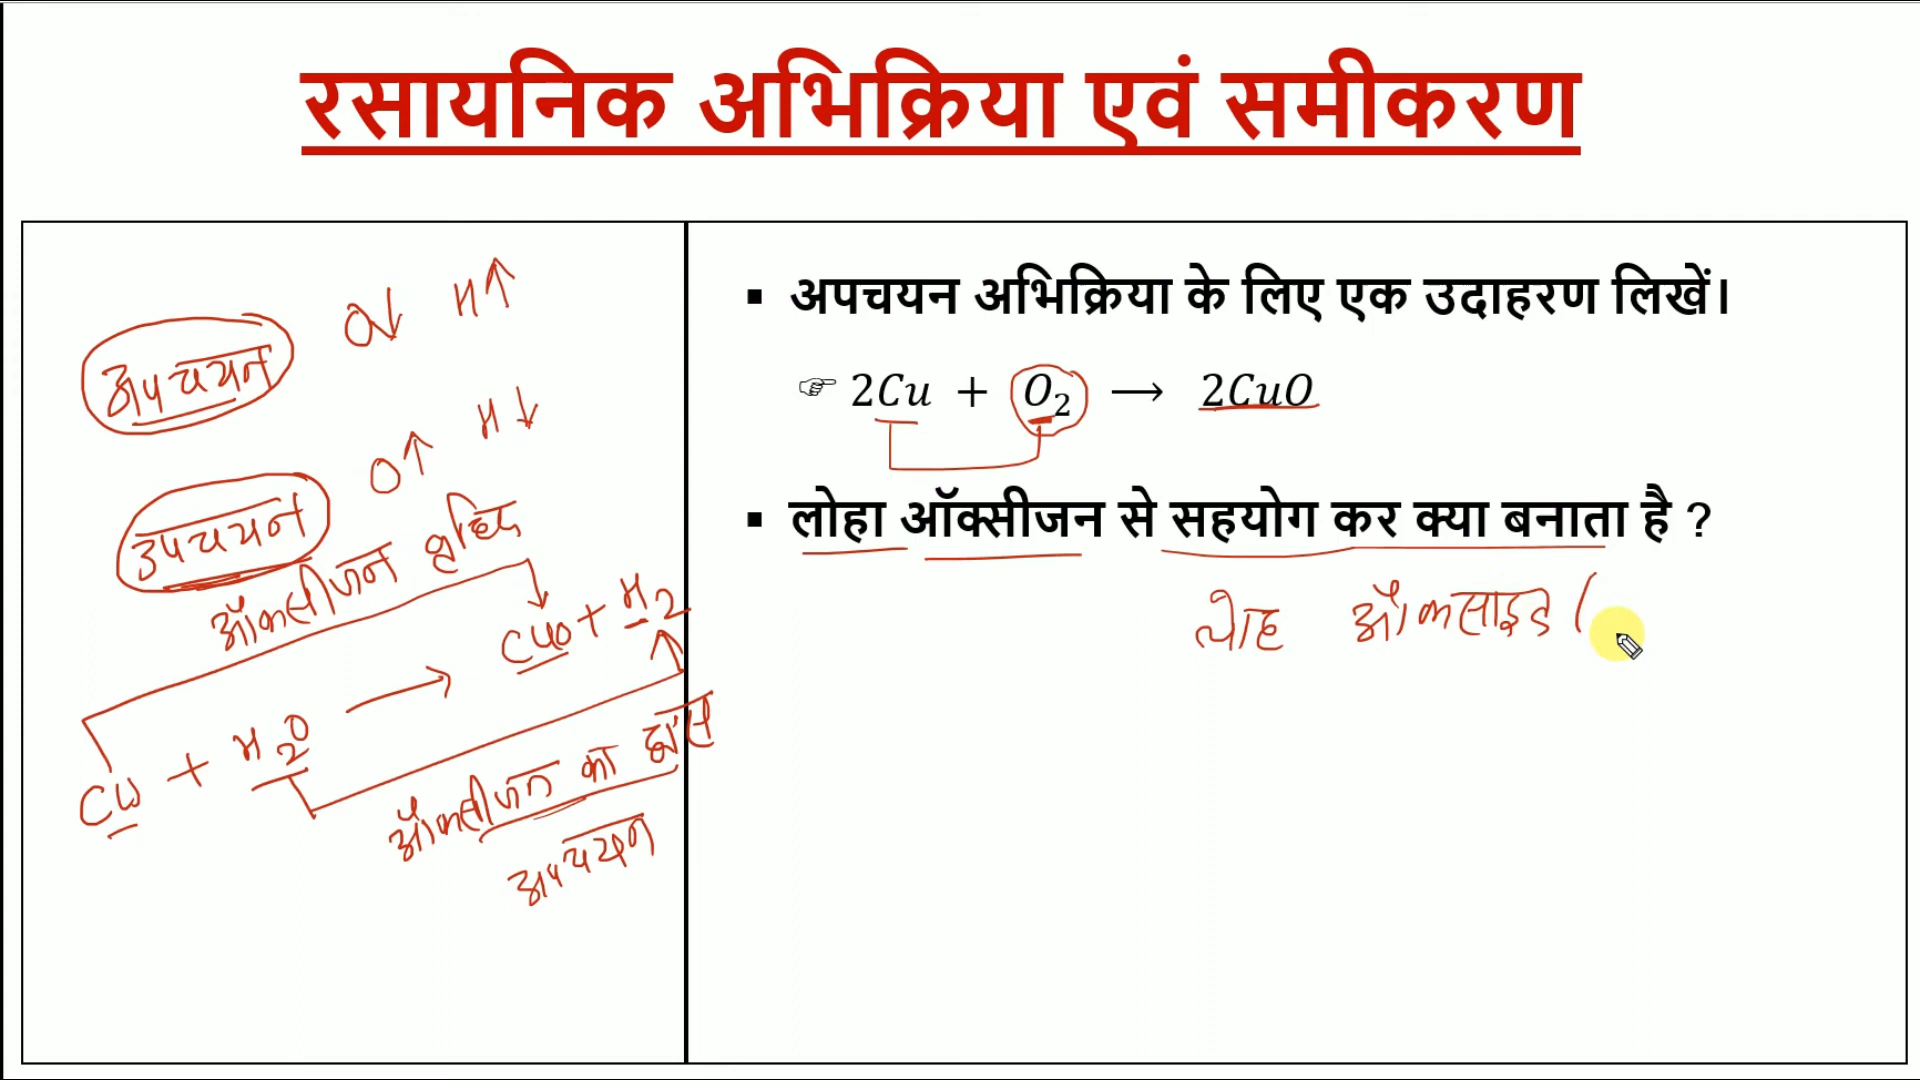 रसायनिक अभिक्रिया एवं समीकरण
अपचयन O↓ H↑
उपचयन O↑ H↓
ऑक्सीजन वृद्धि
Cu + H2O → CuO + H2
ऑक्सीजन का ह्रास
अपचयन
▪ अपचयन अभिक्रिया के लिए एक उदाहरण लिखें।
☞ 2Cu + O₂ ⟶ 2CuO
▪ लोहा ऑक्सीजन से सहयोग कर क्या बनाता है ?
लोह ऑक्साइड (